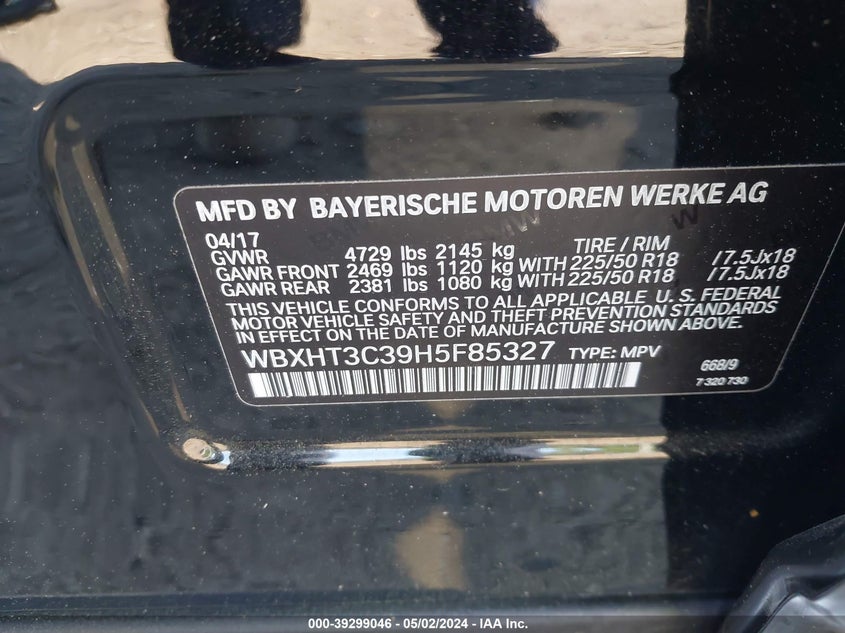 MFD BY BAYERISCHE MOTOREN WERKE AG
04/17 TIRE / RIM
GVWR 4729 lbs 2145 kg
GAWR FRONT 2469 lbs 1120 kg WITH 225/50 R18 /7.5Jx18
GAWR REAR 2381 lbs 1080 kg WITH 225/50 R18 /7.5Jx18
THIS VEHICLE CONFORMS TO ALL APPLICABLE U. S. FEDERAL
MOTOR VEHICLE SAFETY AND THEFT PREVENTION STANDARDS
IN EFFECT ON THE DATE OF MANUFACTURE SHOWN ABOVE.
WBXHT3C39H5F85327 TYPE: MPV
668/9
7 320 730
000-39299046 - 05/02/2024 - IAA Inc.